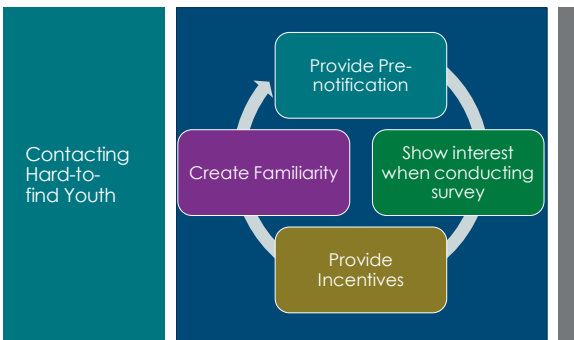 Contacting
Hard-to-
find Youth
Provide Pre-
notification
Show interest
when conducting
survey
Provide
Incentives
Create Familiarity